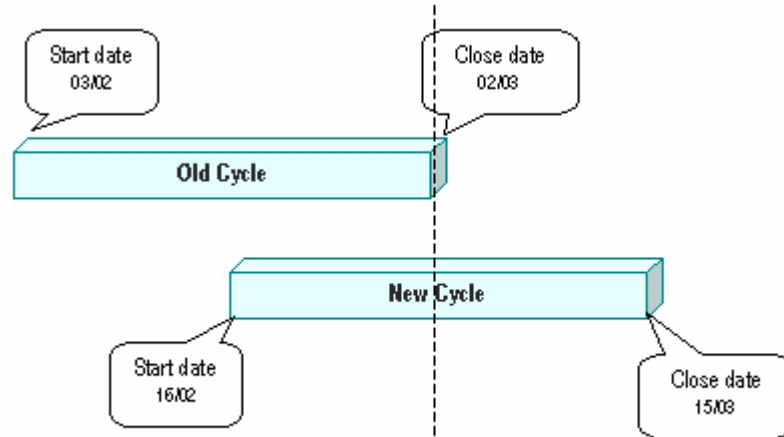 Start date
03/02
Close date
02/03
Old Cycle
New Cycle
Start date
16/02
Close date
15/03